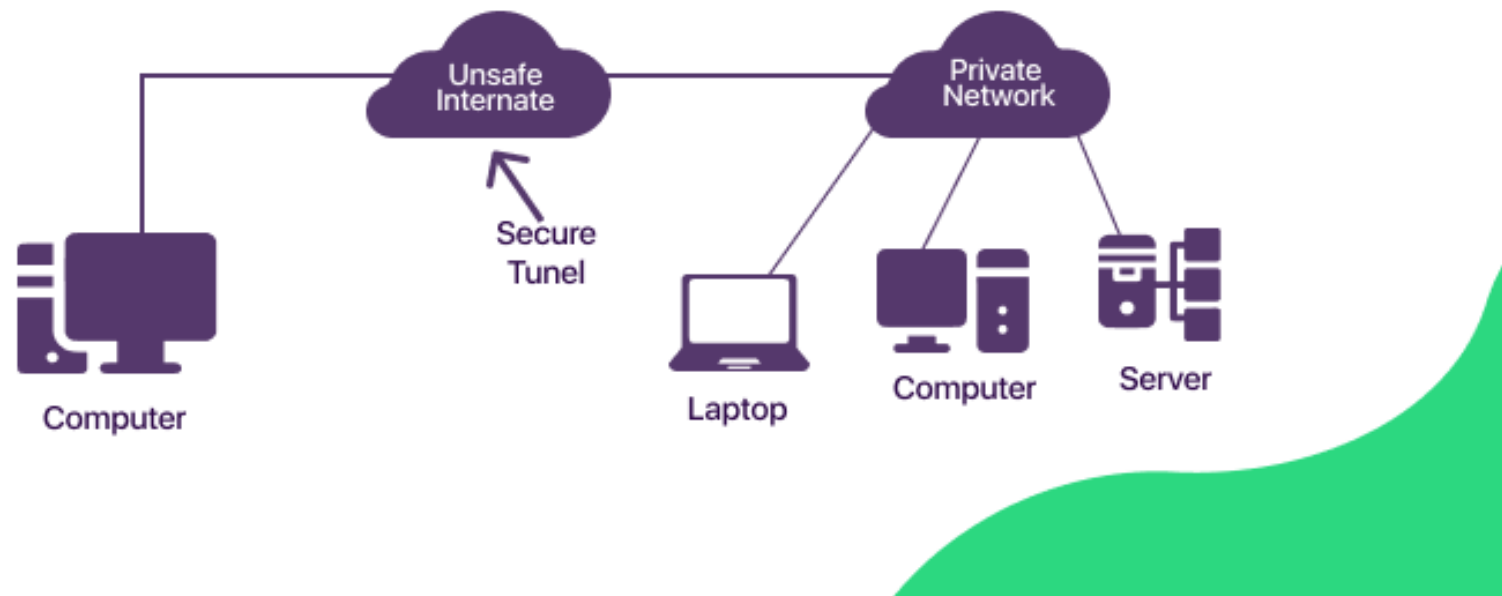 Unsafe
Internate
Private
Network
Secure
Tunel
Computer
Laptop
Computer
Server